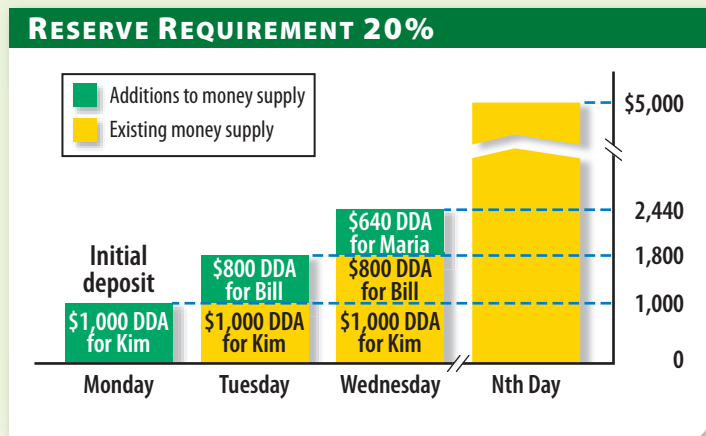 RESERVE REQUIREMENT 20%
Additions to money supply
Existing money supply
$5,000
2,440
1,800
1,000
0
Initial
deposit
$1,000 DDA
for Kim
$800 DDA
for Bill
$1,000 DDA
for Kim
$640 DDA
for Maria
$800 DDA
for Bill
$1,000 DDA
for Kim
Monday
Tuesday
Wednesday
Nth Day